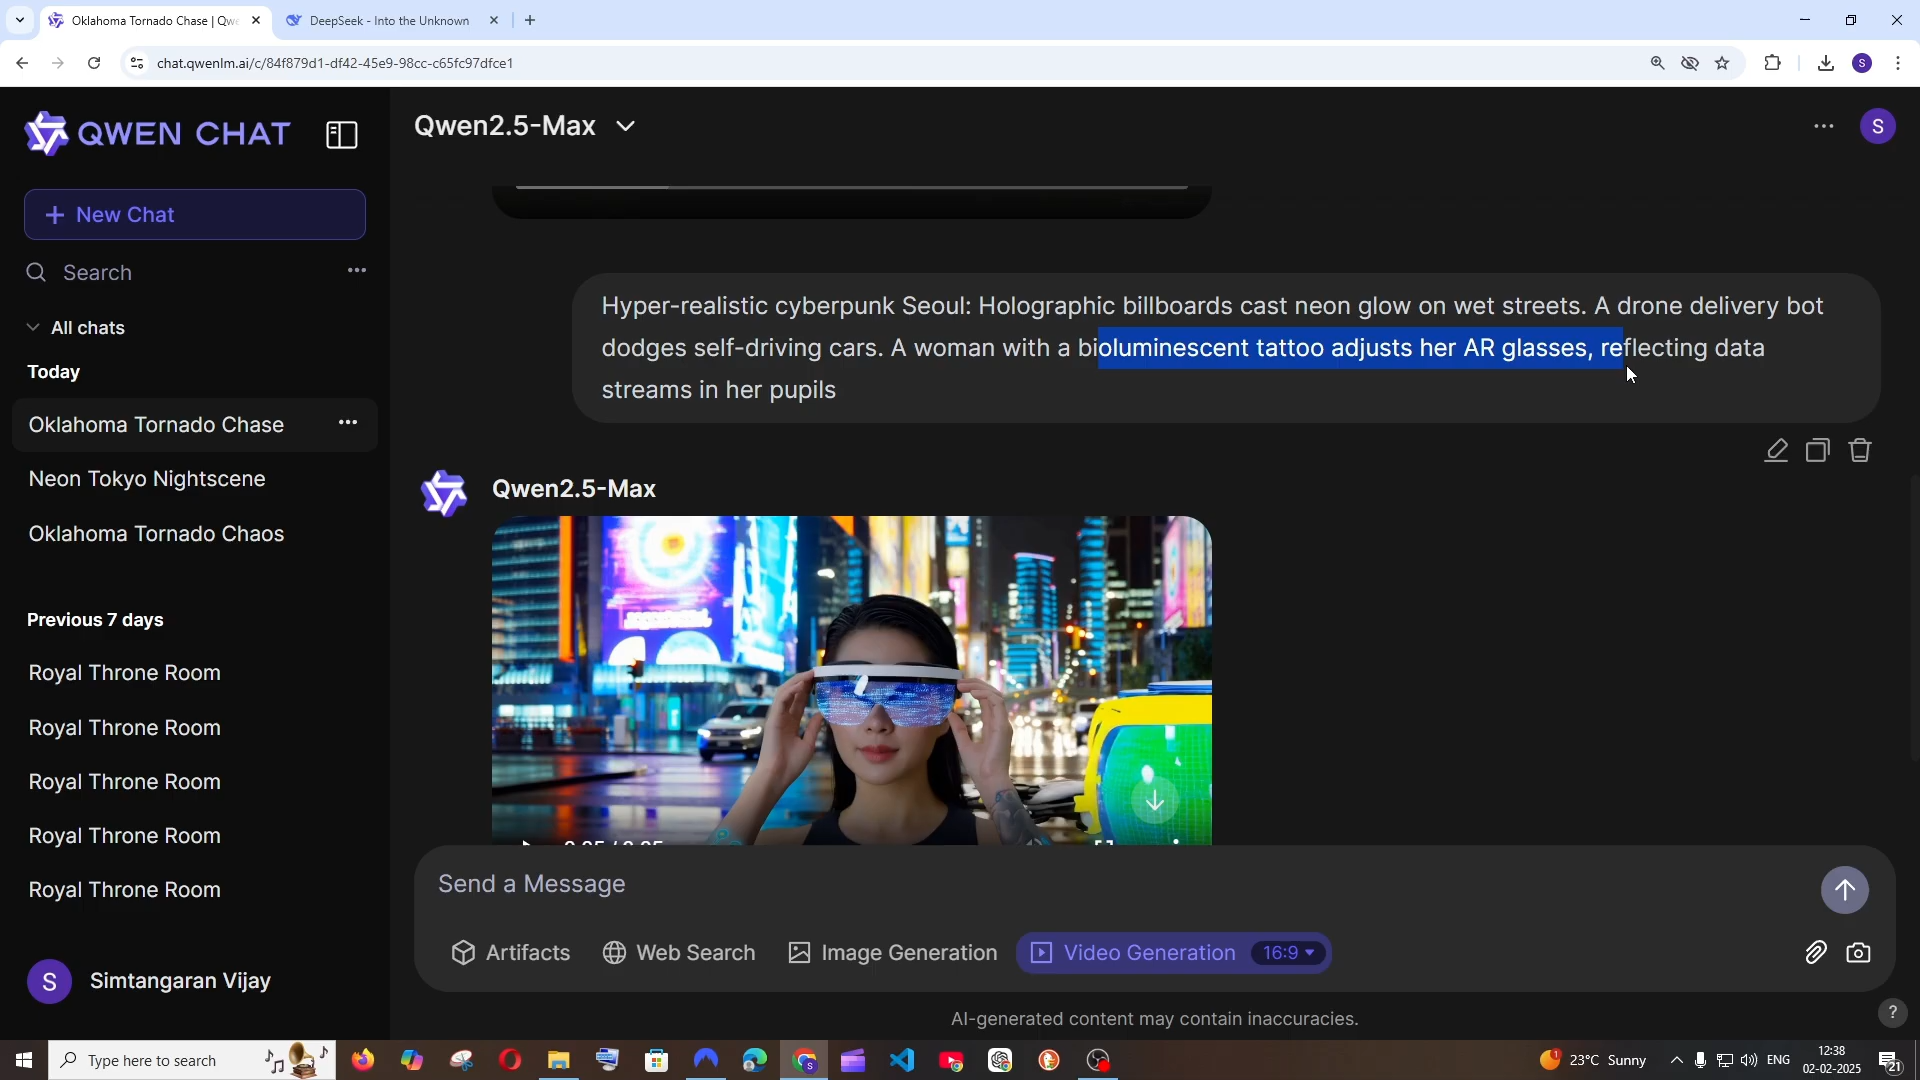 Oklahoma Tornado Chase | Qwe
DeepSeek - Into the Unknown
chat.qwenlm.ai/c/84f879d1-df42-45e9-98cc-c65fc97dfce1
S
QWEN CHAT
Qwen2.5-Max
S
New Chat
Search
All chats
Today
Oklahoma Tornado Chase
Neon Tokyo Nightscene
Oklahoma Tornado Chaos
Previous 7 days
Royal Throne Room
Royal Throne Room
Royal Throne Room
Royal Throne Room
Royal Throne Room
S
Simtangaran Vijay
Hyper-realistic cyberpunk Seoul: Holographic billboards cast neon glow on wet streets. A drone delivery bot
dodges self-driving cars. A woman with a bioluminescent tattoo adjusts her AR glasses, reflecting data
streams in her pupils
Qwen2.5-Max
Send a Message
Artifacts
Web Search
Image Generation
Video Generation
16:9
AI-generated content may contain inaccuracies.
?
Type here to search
23°C Sunny
ENG
12:38
02-02-2025
21